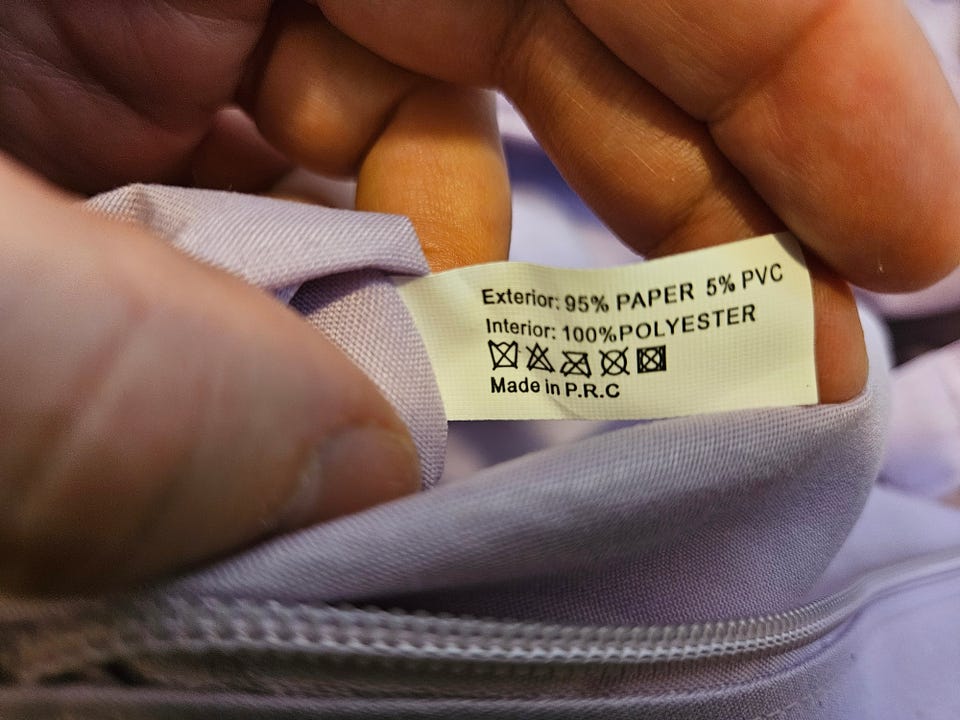 Exterior: 95% PAPER 5% PVC
Interior: 100%POLYESTER
Made in P.R.C